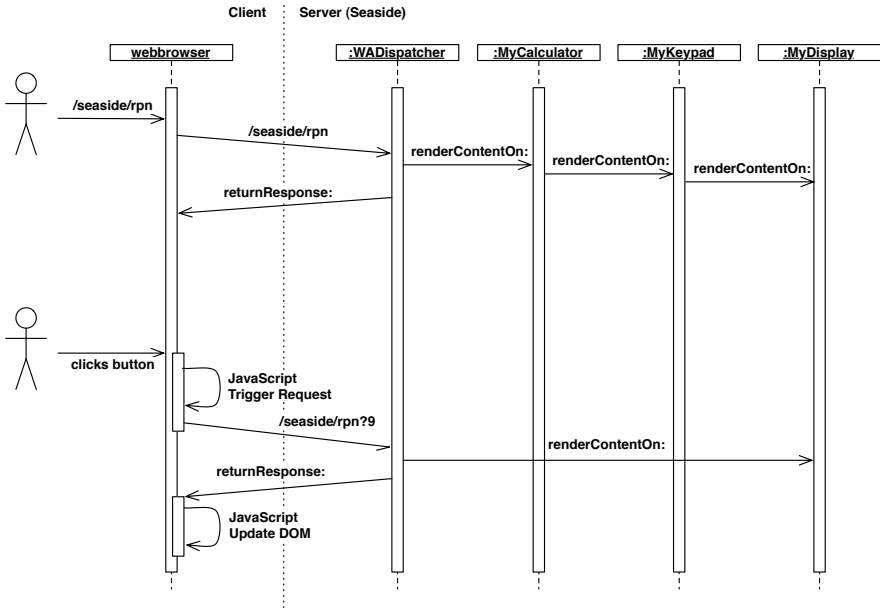 Client
Server (Seaside)
webbrowser
:WADispatcher
:MyCalculator
:MyKeypad
:MyDisplay
/seaside/rpn
/seaside/rpn
renderContentOn:
renderContentOn:
renderContentOn:
returnResponse:
clicks button
JavaScript
Trigger Request
/seaside/rpn?9
renderContentOn:
returnResponse:
JavaScript
Update DOM